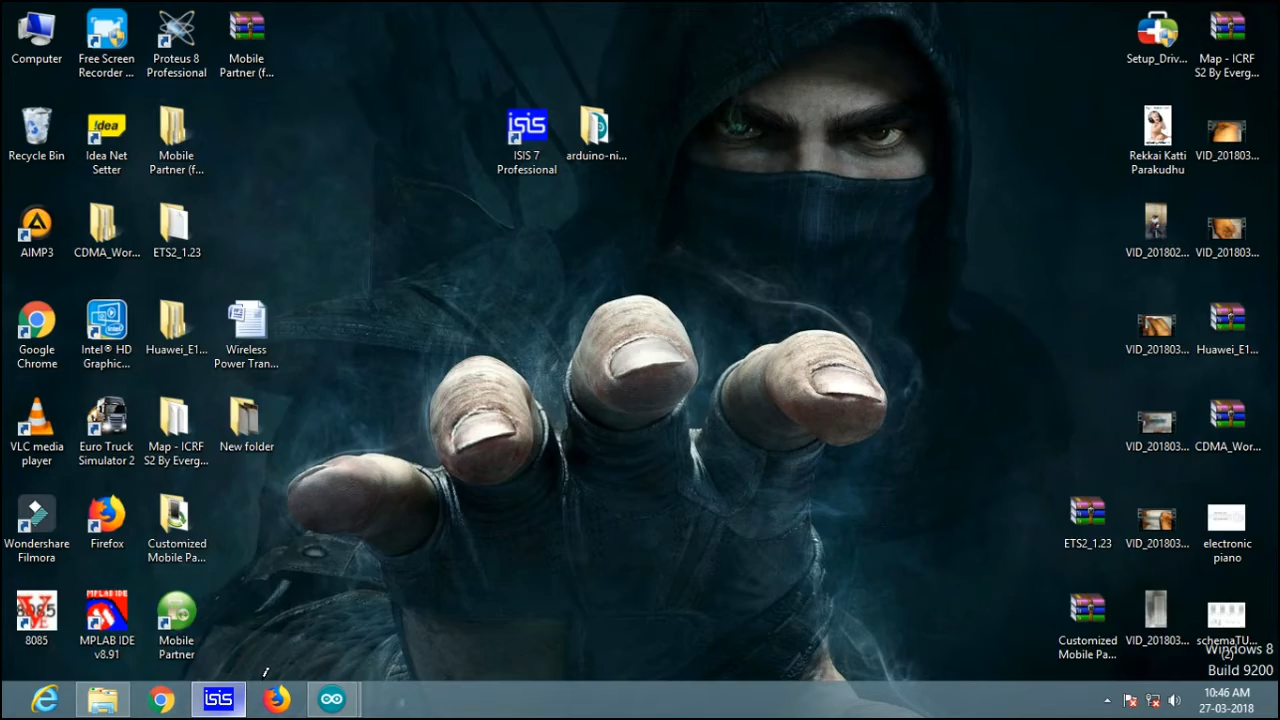 Computer
Free Screen
Recorder ...
Proteus 8
Professional
Mobile
Partner (f...
Setup_Driv...
Map - ICRF
S2 By Everg...
Recycle Bin
!dea
Idea Net
Setter
Mobile
Partner (f...
isis
ISIS 7
Professional
arduino-ni...
Rekkai Katti
Parakudhu
VID_201803...
AIMP3
CDMA_Wor...
ETS2_1.23
VID_201802...
VID_201803...
Google
Chrome
Intel® HD
Graphic...
Huawei_E1...
Wireless
Power Tran...
VID_201803...
Huawei_E1...
VLC media
player
Euro Truck
Simulator 2
Map - ICRF
S2 By Everg...
New folder
VID_201803...
CDMA_Wor...
Wondershare
Filmora
Firefox
Customized
Mobile Pa...
ETS2_1.23
VID_201803...
electronic
piano
8085
8085
MPLAB IDE
MPLAB IDE
v8.91
Mobile
Partner
Customized
Mobile Pa...
VID_201803...
schemaTU...
(2)
Windows 8
Build 9200
isis
10:46 AM
27-03-2018